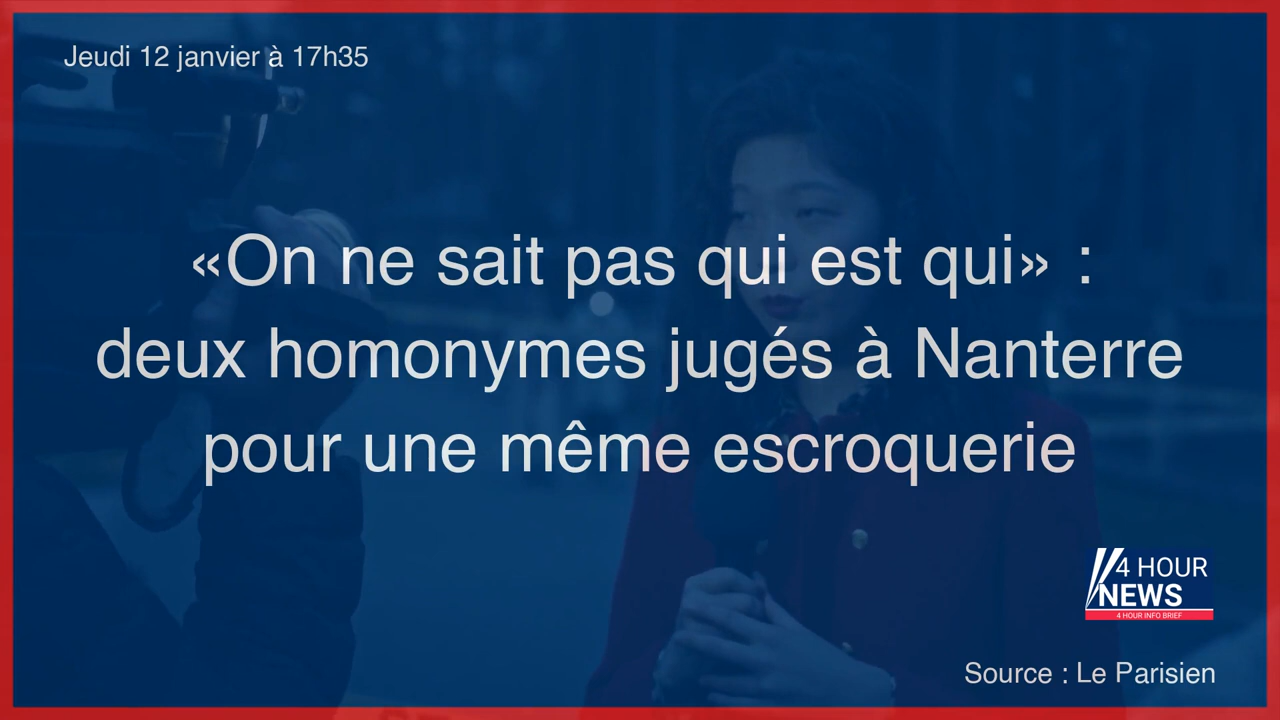 Jeudi 12 janvier à 17h35
«On ne sait pas qui est qui» :
deux homonymes jugés à Nanterre
pour une même escroquerie
4 HOUR
NEWS
4 HOUR INFO BRIEF
Source : Le Parisien